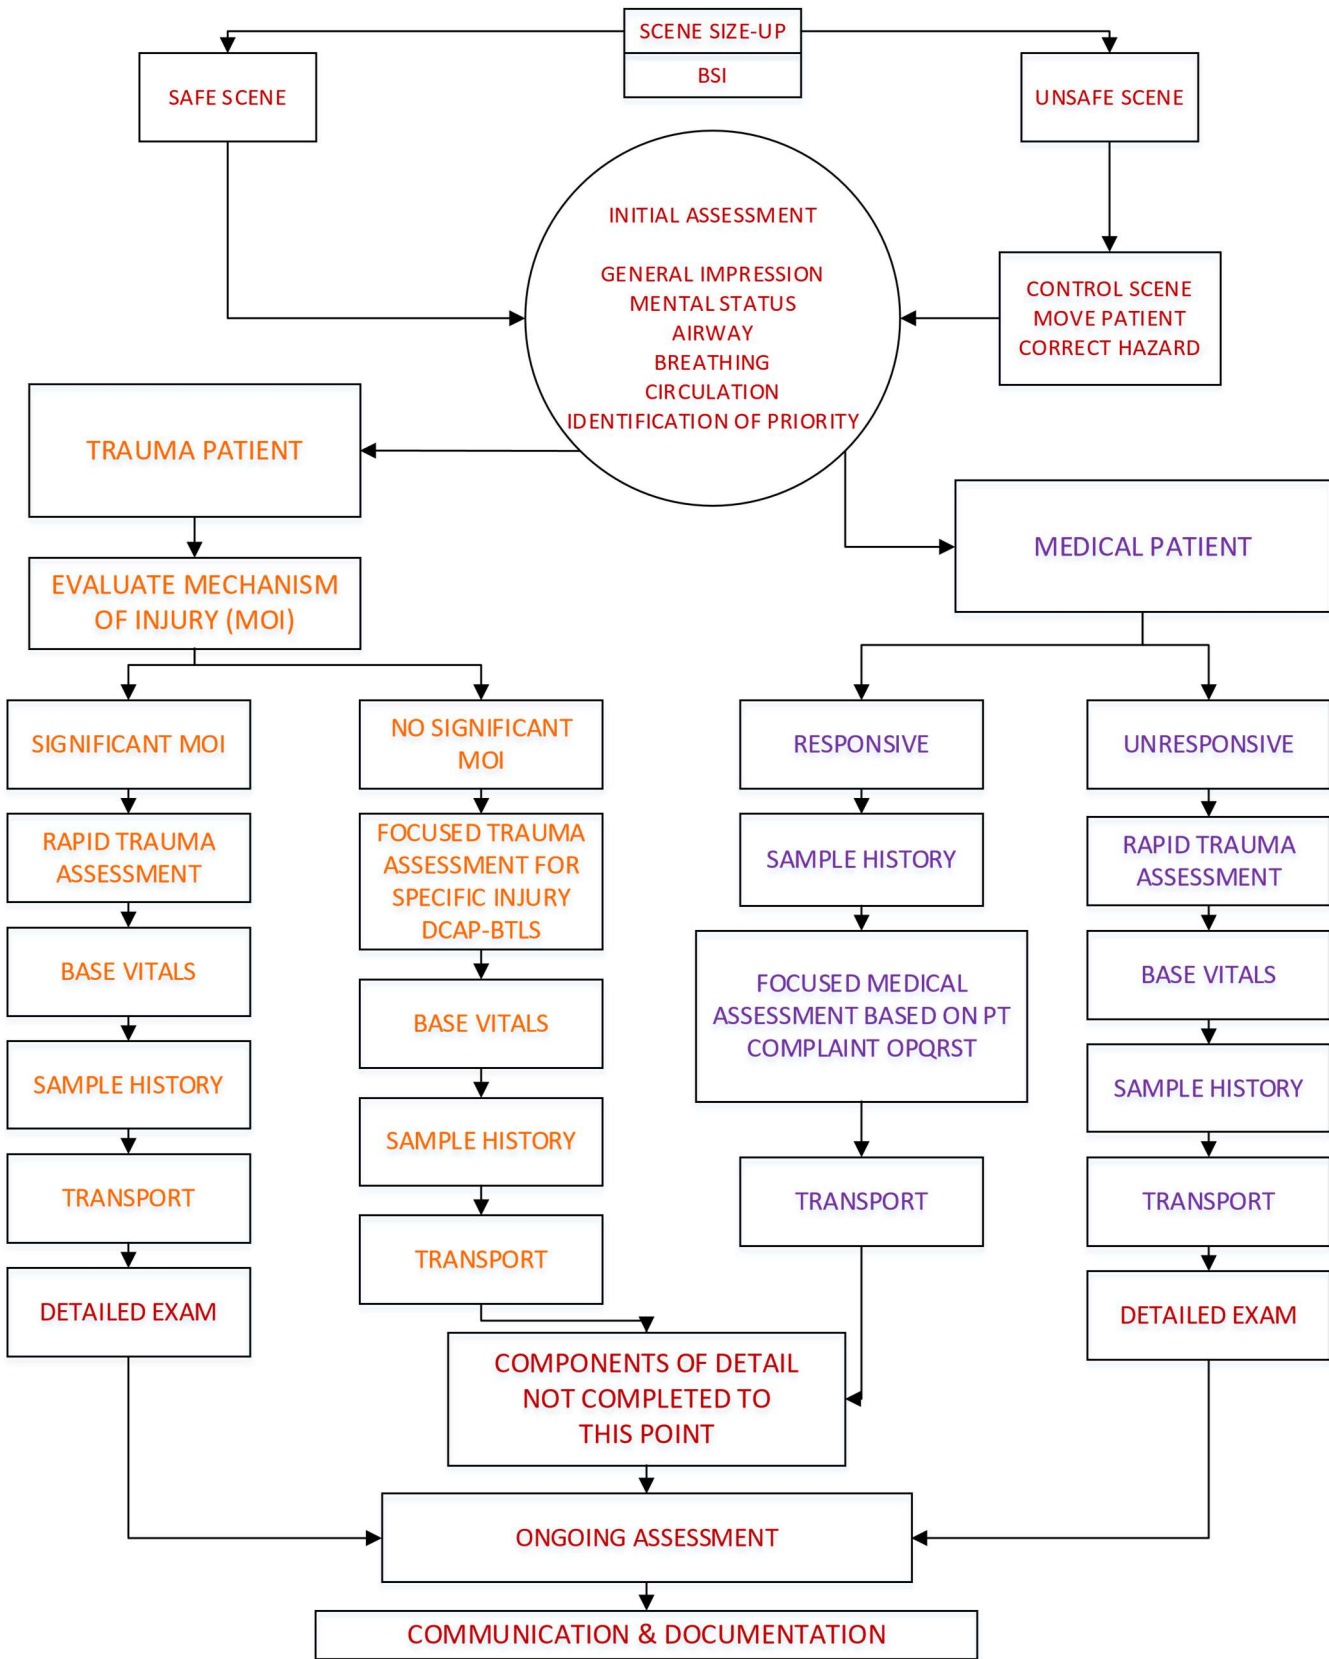 SCENE SIZE-UP
BSI
SAFE SCENE
UNSAFE SCENE
INITIAL ASSESSMENT
GENERAL IMPRESSION
MENTAL STATUS
AIRWAY
BREATHING
CIRCULATION
IDENTIFICATION OF PRIORITY
CONTROL SCENE
MOVE PATIENT
CORRECT HAZARD
TRAUMA PATIENT
MEDICAL PATIENT
EVALUATE MECHANISM
OF INJURY (MOI)
SIGNIFICANT MOI
RAPID TRAUMA
ASSESSMENT
BASE VITALS
SAMPLE HISTORY
TRANSPORT
DETAILED EXAM
NO SIGNIFICANT
MOI
FOCUSED TRAUMA
ASSESSMENT FOR
SPECIFIC INJURY
DCAP-BTLS
BASE VITALS
SAMPLE HISTORY
TRANSPORT
RESPONSIVE
SAMPLE HISTORY
FOCUSED MEDICAL
ASSESSMENT BASED ON PT
COMPLAINT OPQRST
TRANSPORT
UNRESPONSIVE
RAPID TRAUMA
ASSESSMENT
BASE VITALS
SAMPLE HISTORY
TRANSPORT
DETAILED EXAM
COMPONENTS OF DETAIL
NOT COMPLETED TO
THIS POINT
ONGOING ASSESSMENT
COMMUNICATION & DOCUMENTATION